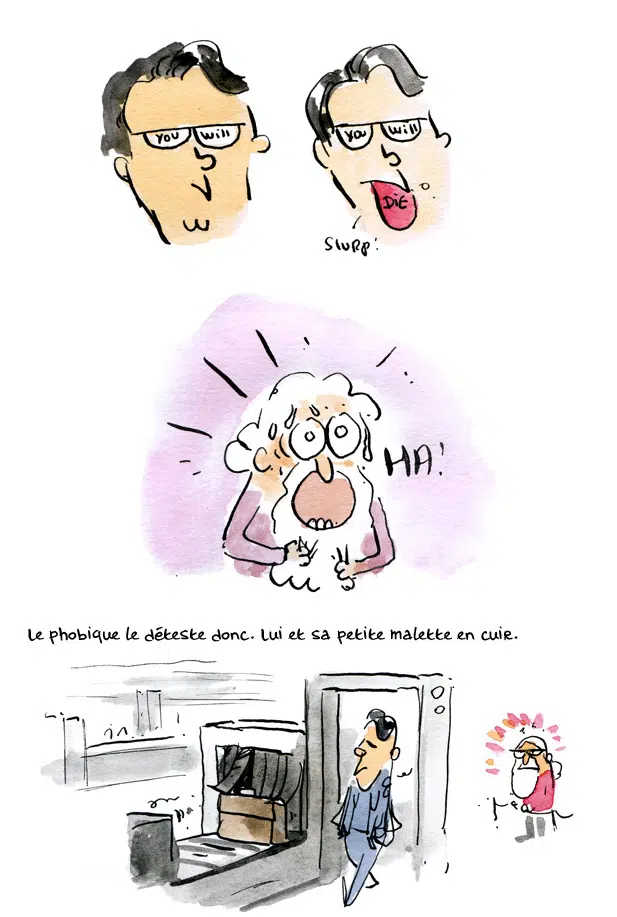 you will
you will
DiE
Slurp!
HA!
Le phobique le déteste donc. Lui et sa petite malette en cuir.